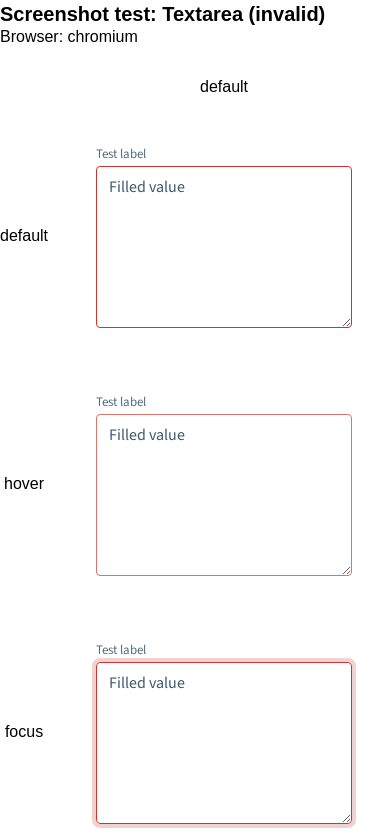 Screenshot test: Textarea (invalid)
Browser: chromium
default
Test label
Filled value
default
Test label
Filled value
hover
Test label
Filled value
focus